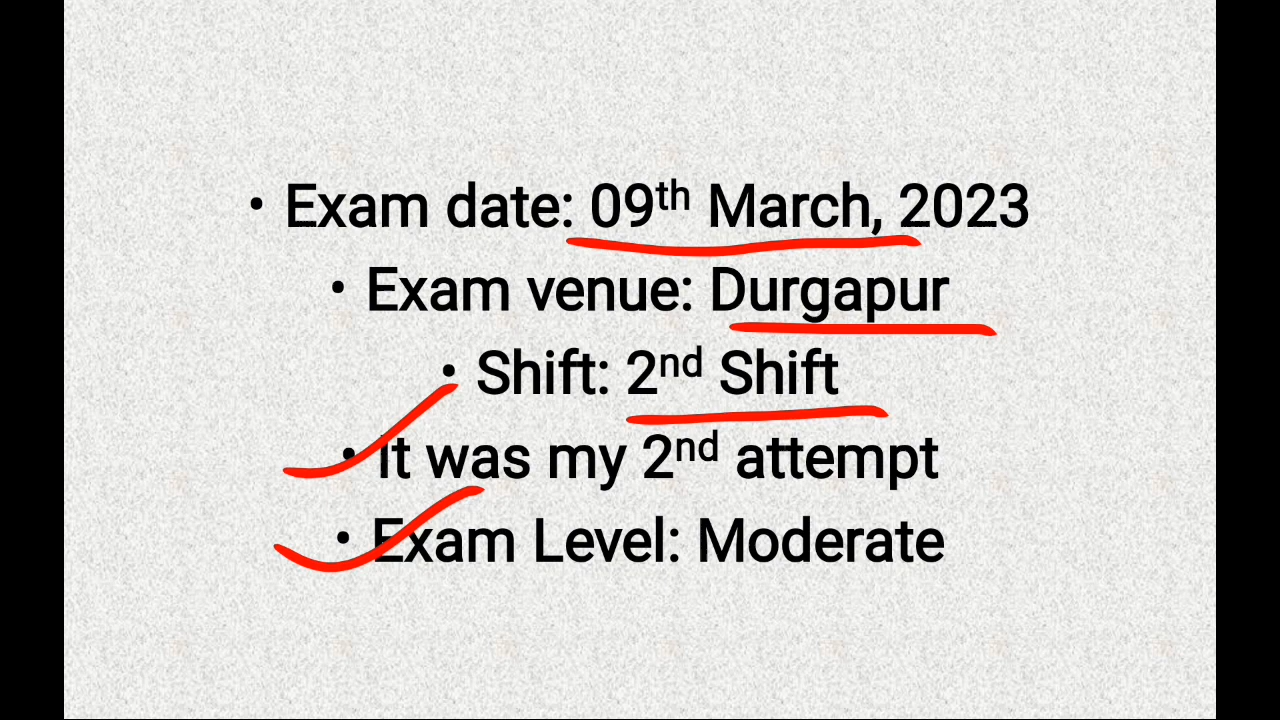 • Exam date: 09th March, 2023
• Exam venue: Durgapur
• Shift: 2nd Shift
• It was my 2nd attempt
• Exam Level: Moderate